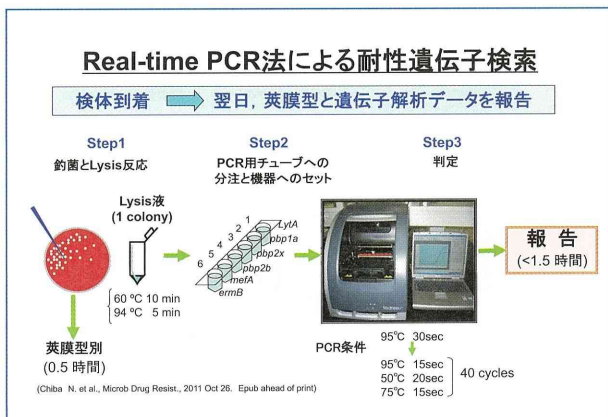 Real-time PCR法による耐性遺伝子検索
検体到着 翌日，莢膜型と遺伝子解析データを報告
Step1
釣菌とLysis反応
Lysis液
(1 colony)
60 ºC 10 min
94 ºC 5 min
莢膜型別
(0.5 時間)
Step2
PCR用チューブへの
分注と機器へのセット
1 LytA
2 pbp1a
3 pbp2x
4 pbp2b
5 mefA
6 ermB
Step3
判定
PCR条件
95℃ 30sec
95℃ 15sec
50℃ 20sec
75℃ 15sec
40 cycles
報 告
(<1.5 時間)
(Chiba N. et al., Microb Drug Resist., 2011 Oct 26. Epub ahead of print)